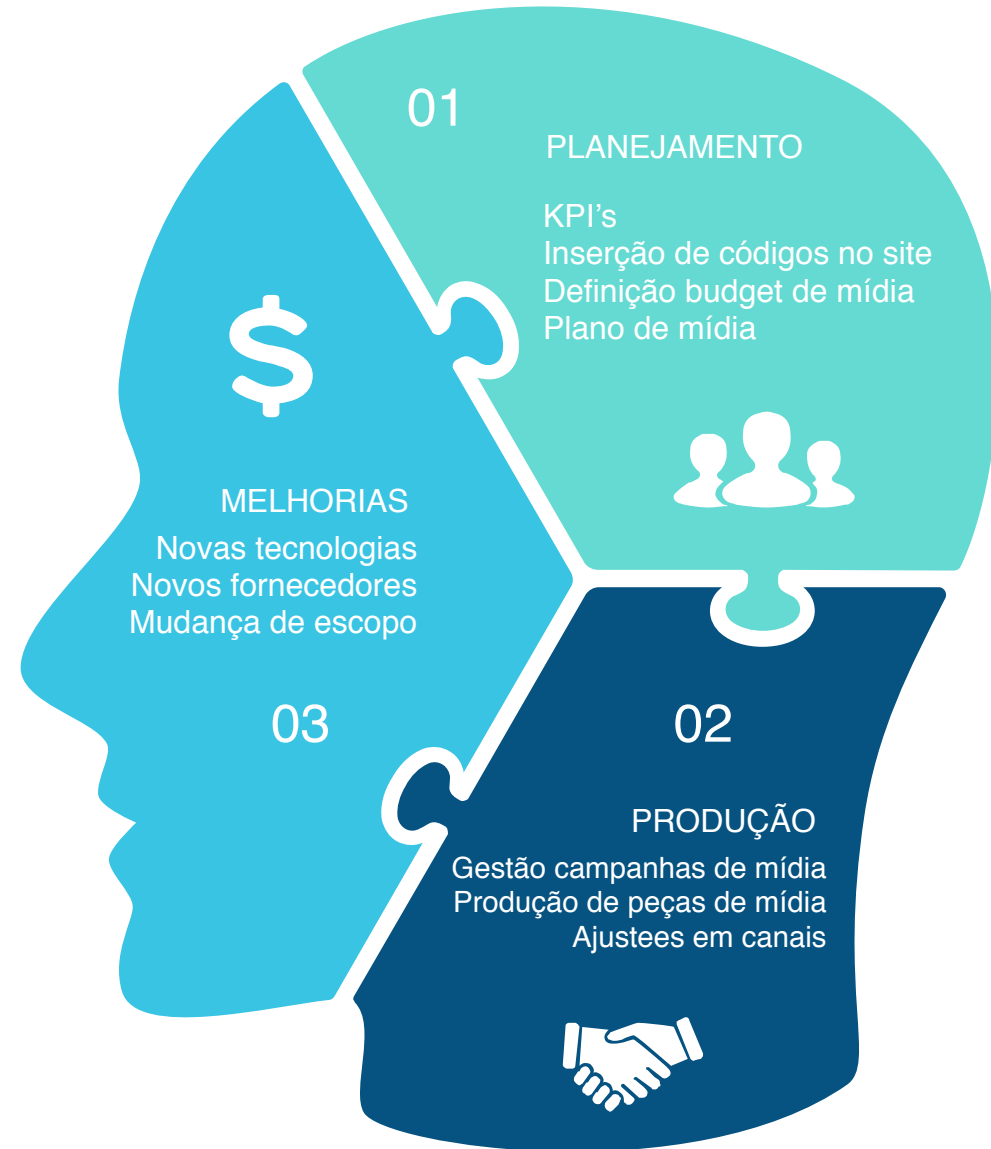 01
PLANEJAMENTO
KPI's
Inserção de códigos no site
Definição budget de mídia
Plano de mídia
$
MELHORIAS
Novas tecnologias
Novos fornecedores
Mudança de escopo
03
02
PRODUÇÃO
Gestão campanhas de mídia
Produção de peças de mídia
Ajustees em canais